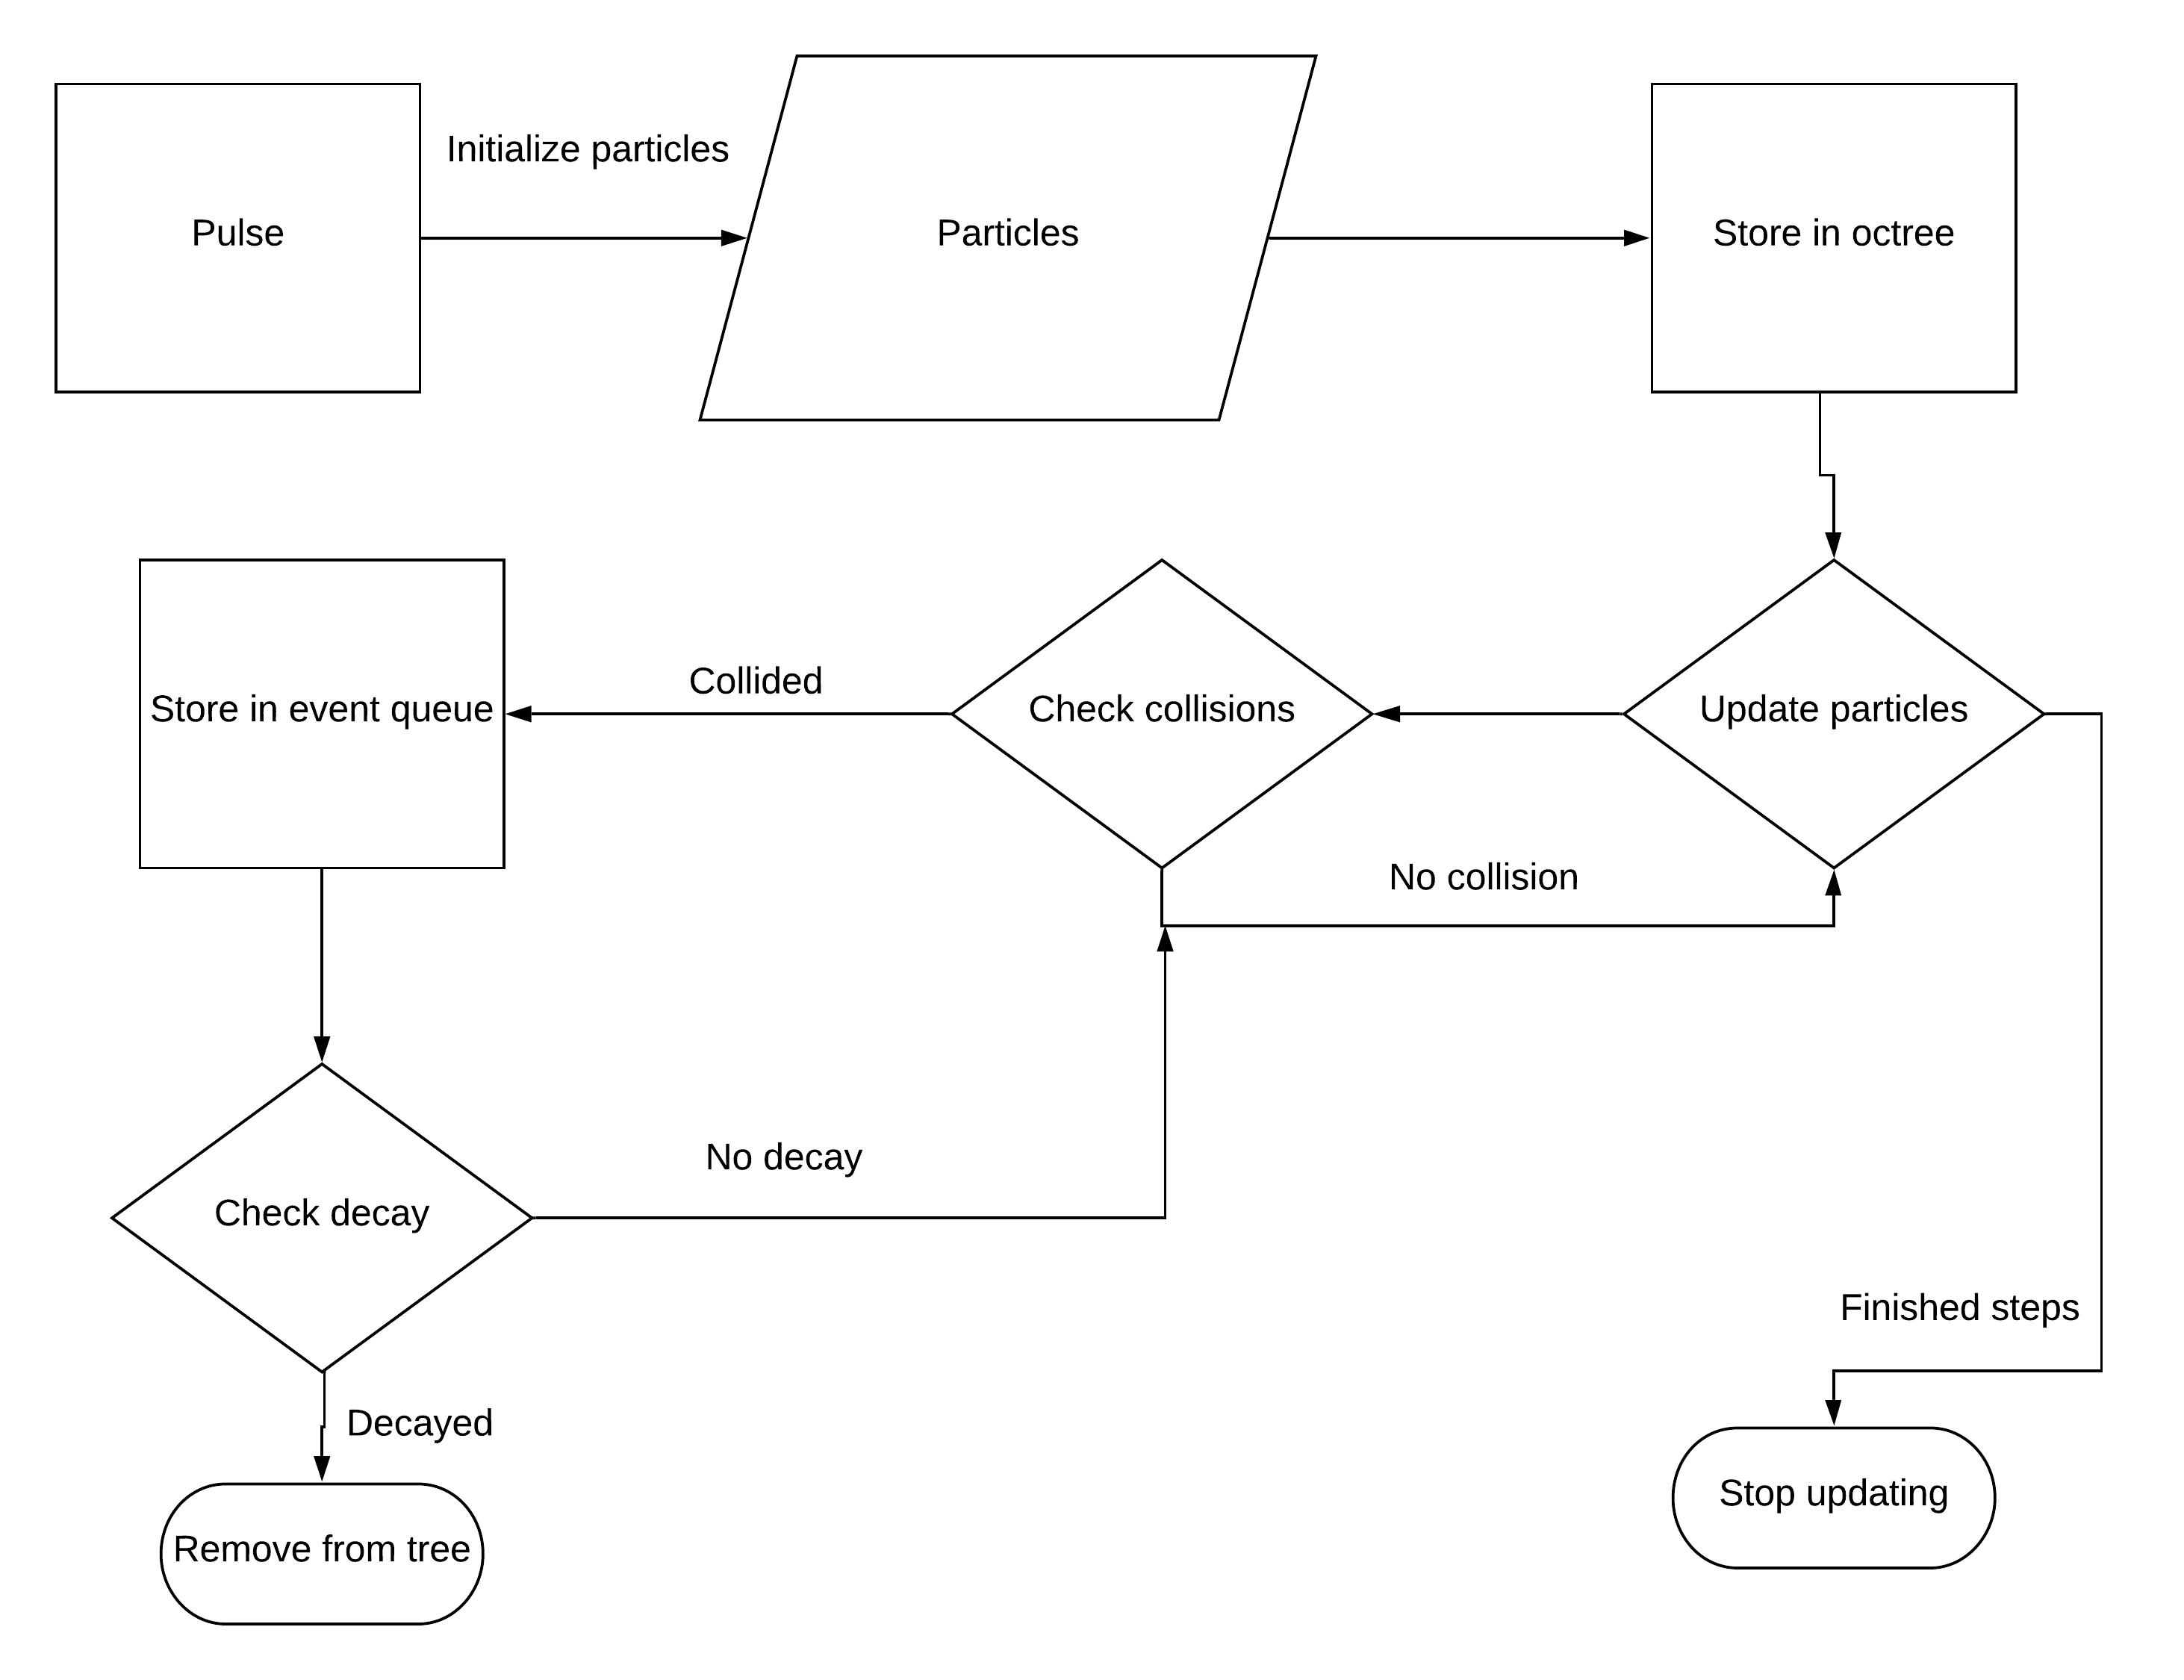 Pulse
Initialize particles
Particles
Store in octree
Store in event queue
Collided
Check collisions
Update particles
No collision
Check decay
No decay
Finished steps
Decayed
Stop updating
Remove from tree